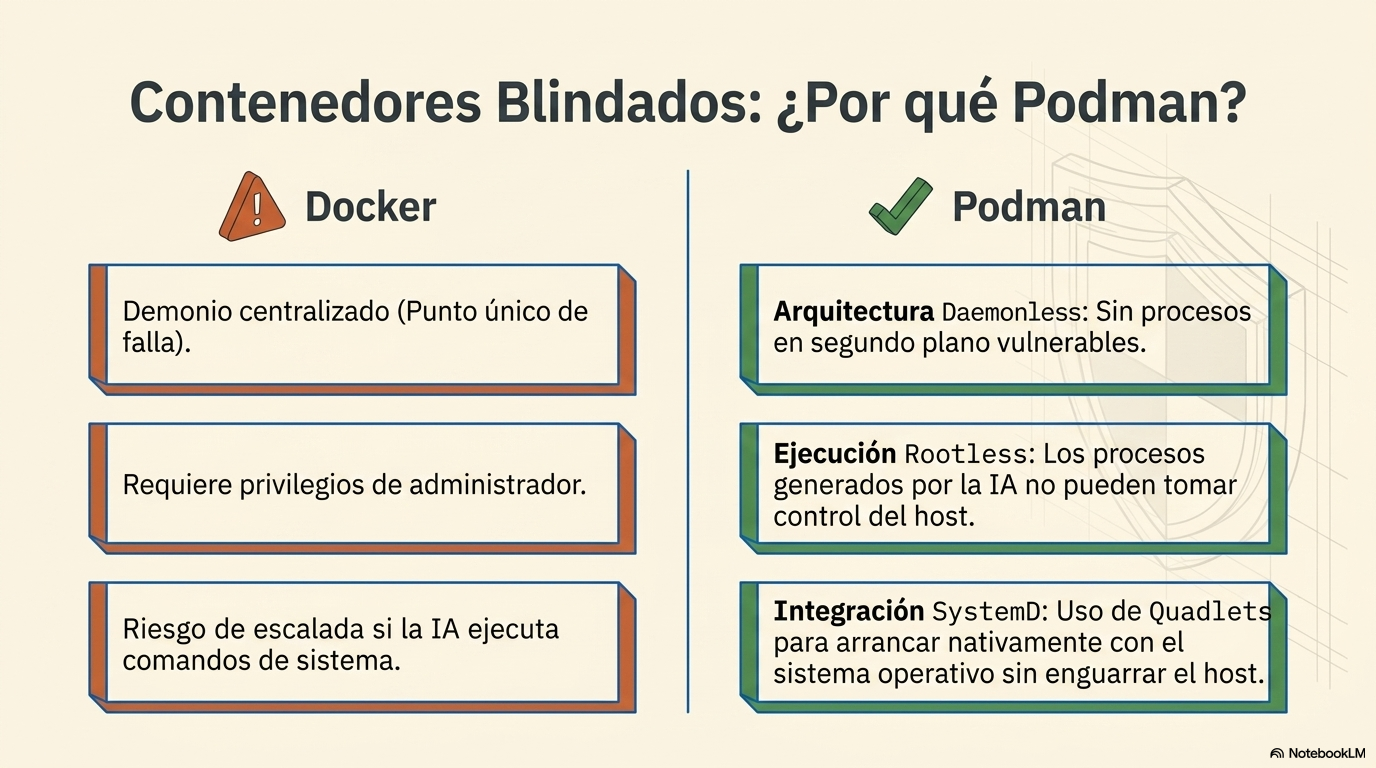 Contenedores Blindados: ¿Por qué Podman?
Docker
Demonio centralizado (Punto único de
falla).
Requiere privilegios de administrador.
Riesgo de escalada si la IA ejecuta
comandos de sistema.
Podman
Arquitectura Daemonless: Sin procesos
en segundo plano vulnerables.
Ejecución Rootless: Los procesos
generados por la IA no pueden tomar
control del host.
Integración SystemD: Uso de Quadlets
para arrancar nativamente con el
sistema operativo sin enguarrar el host.
NotebookLM